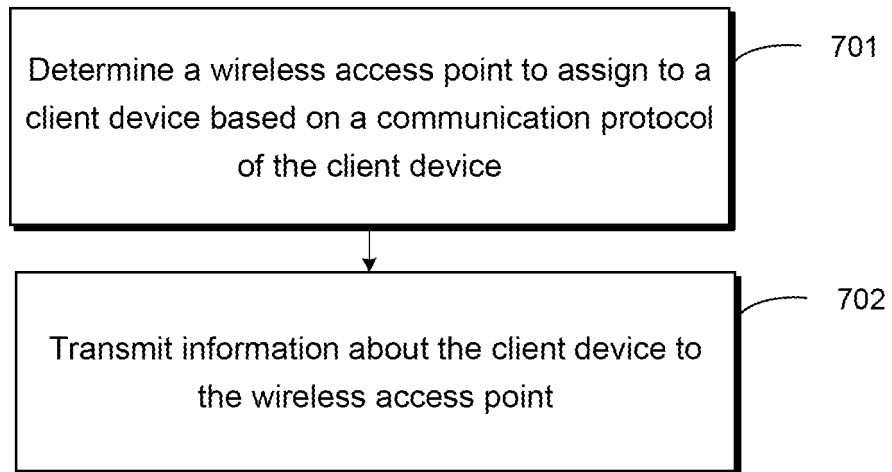 Determine a wireless access point to assign to a
client device based on a communication protocol
of the client device
701
Transmit information about the client device to
the wireless access point
702